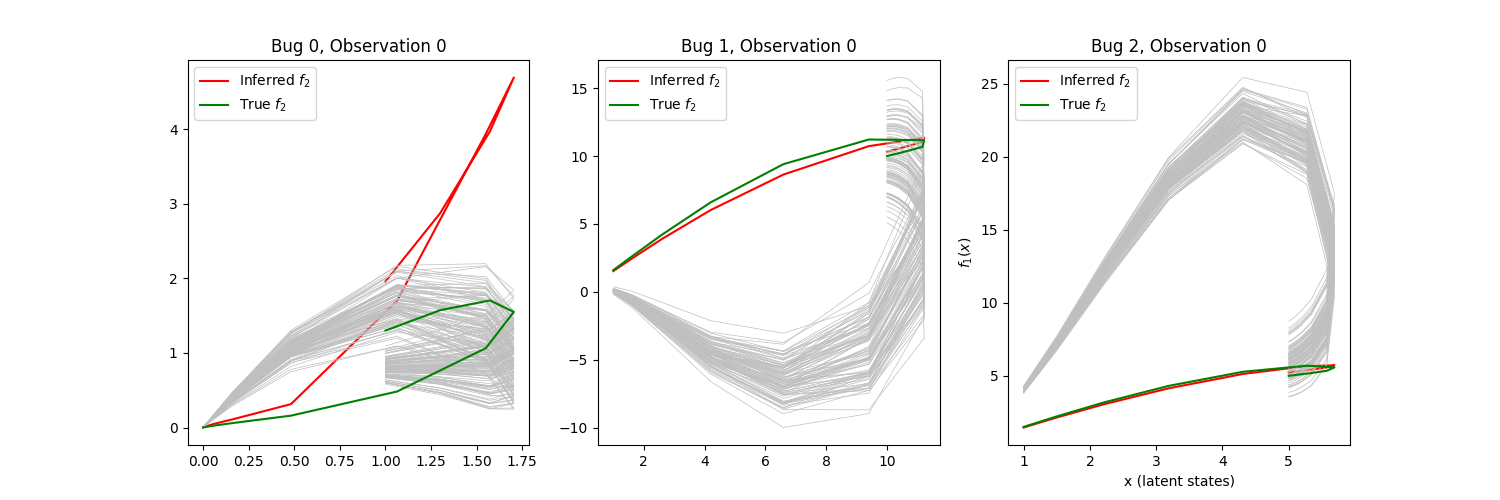 Bug 0, Observation 0
Inferred f₂
True f₂
4
3
2
1
0
0.00 0.25 0.50 0.75 1.00 1.25 1.50 1.75
Bug 1, Observation 0
Inferred f₂
True f₂
15
10
5
0
−5
−10
2 4 6 8 10
Bug 2, Observation 0
Inferred f₂
True f₂
25
20
15
10
5
f₁(x)
1 2 3 4 5
x (latent states)